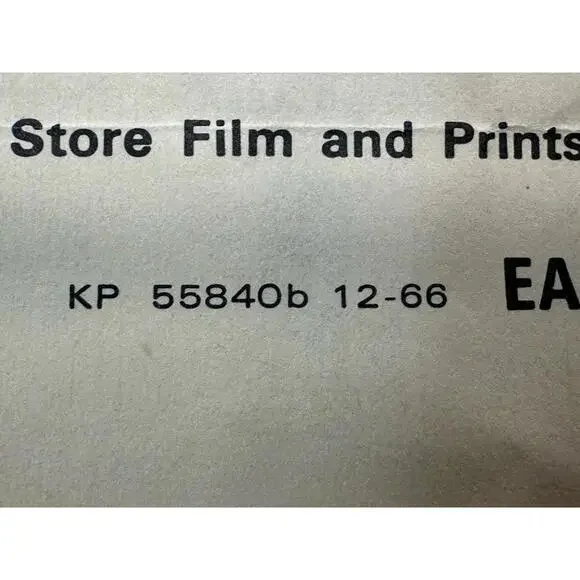 Store Film and Prints
KP 55840b 12-66 EA